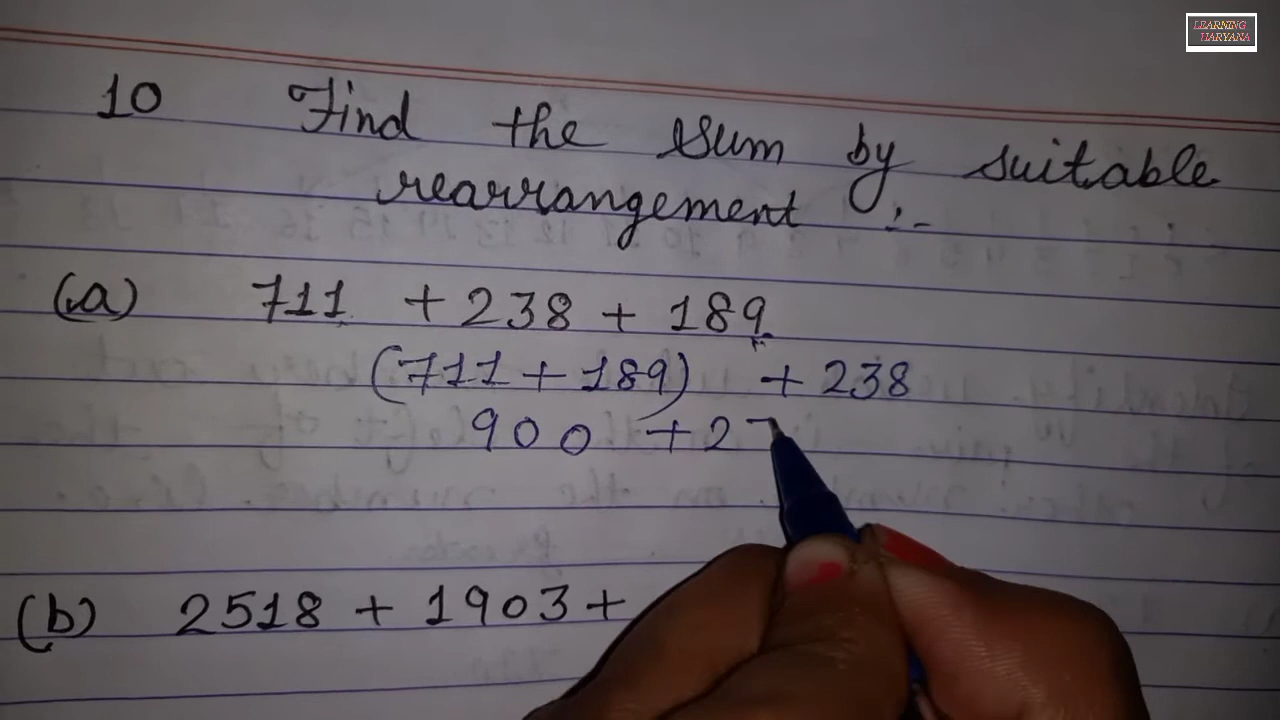 LEARNING
HARYANA
10 Find the sum by suitable
rearrangement :-
(a) 711 + 238 + 189
(711 + 189) + 238
900 + 2
(b) 2518 + 1903 +